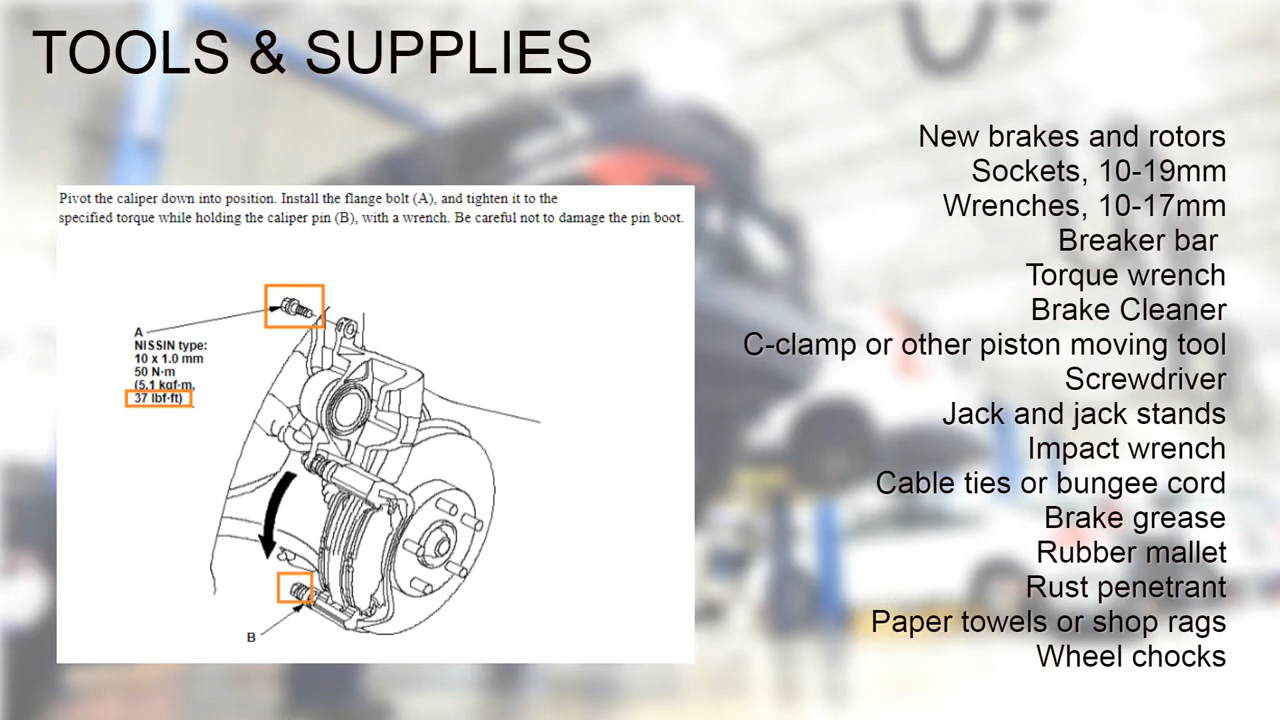 TOOLS & SUPPLIES
Pivot the caliper down into position. Install the flange bolt (A), and tighten it to the
specified torque while holding the caliper pin (B), with a wrench. Be careful not to damage the pin boot.
A
NISSIN type:
10 x 1.0 mm
50 N·m
(5.1 kgf·m,
37 lbf·ft)
B
New brakes and rotors
Sockets, 10-19mm
Wrenches, 10-17mm
Breaker bar
Torque wrench
Brake Cleaner
C-clamp or other piston moving tool
Screwdriver
Jack and jack stands
Impact wrench
Cable ties or bungee cord
Brake grease
Rubber mallet
Rust penetrant
Paper towels or shop rags
Wheel chocks